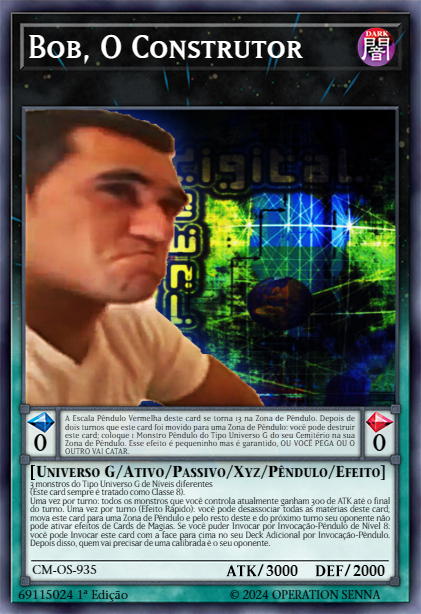 Bob, O Construtor
DARK
闇
digital
A Escala Pêndulo Vermelha deste card se torna 13 na Zona de Pêndulo. Depois de
dois turnos que este card foi movido para uma Zona de Pêndulo: você pode destruir
este card; coloque 1 Monstro Pêndulo do Tipo Universo G do seu Cemitério na sua
Zona de Pêndulo. Esse efeito é pequeninho mas é garantido, OU VOCÊ PEGA OU O
OUTRO VAI CATAR.
0
0
[Universo G/Ativo/Passivo/Xyz/Pêndulo/Efeito]
3 monstros do Tipo Universo G de Níveis diferentes
(Este card sempre é tratado como Classe 8).
Uma vez por turno: todos os monstros que você controla atualmente ganham 300 de ATK até o final
do turno. Uma vez por turno (Efeito Rápido): você pode desassociar todas as matérias deste card;
mova este card para uma Zona de Pêndulo e pelo resto deste e do próximo turno seu oponente não
pode ativar efeitos de Cards de Magias. Se você puder Invocar por Invocação-Pêndulo de Nível 8:
você pode Invocar este card com a face para cima no seu Deck Adicional por Invocação-Pêndulo.
Depois disso, quem vai precisar de uma calibrada é o seu oponente.
CM-OS-935
ATK/3000 DEF/2000
69115024 1ª Edição
© 2024 OPERATION SENNA